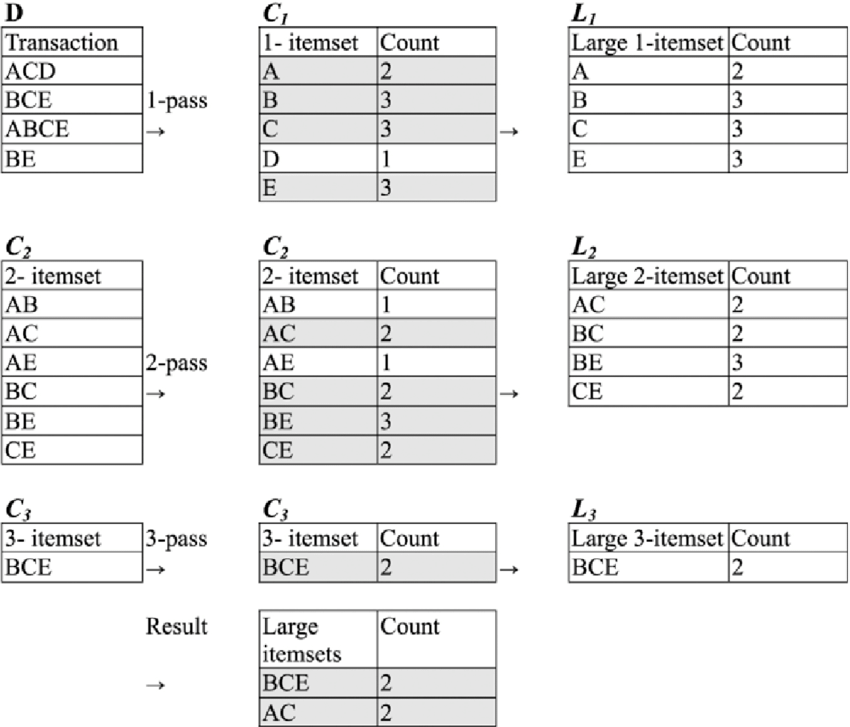 D C1 L1
Transaction 1- itemset Count Large 1-itemset Count
ACD A 2 A 2
BCE 1-pass B 3 B 3
ABCE → C 3 → C 3
BE D 1 E 3
E 3
C2 C2 L2
2- itemset 2- itemset Count Large 2-itemset Count
AB AB 1 AC 2
AC AC 2 BC 2
AE 2-pass AE 1 BE 3
BC → BC 2 → CE 2
BE BE 3
CE CE 2
C3 C3 L3
3- itemset 3-pass 3- itemset Count Large 3-itemset Count
BCE → BCE 2 → BCE 2
Result Large Count
itemsets
→ BCE 2
AC 2